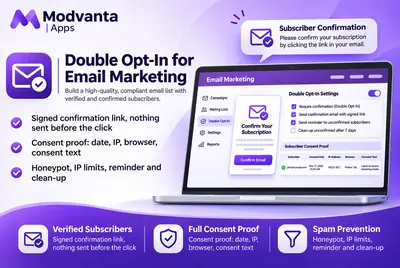 Modvanta
| Apps
Subscriber Confirmation
Please confirm your subscription
by clicking the link in your email.
Double Opt-In for
Email Marketing
Build a high-quality, compliant email list with
verified and confirmed subscribers.
Signed confirmation link, nothing
sent before the click
Consent proof: date, IP, browser,
consent text
Honeypot, IP limits, reminder and
clean-up
Email Marketing
Campaigns
Mailing Lists
Double Opt-In
Settings
Reports
Confirm Your
Subscription
Confirm Email
Double Opt-In Settings
Require confirmation (Double Opt-In)
Send confirmation email with signed link
Send reminder to unconfirmed subscribers
Clean up unconfirmed after 7 days
Subscriber Consent Proof
Verified Subscribers
Signed confirmation link,
nothing sent before the click
Full Consent Proof
Consent proof: date, IP,
browser, consent text
Spam Prevention
Honeypot, IP limits,
reminder and clean-up